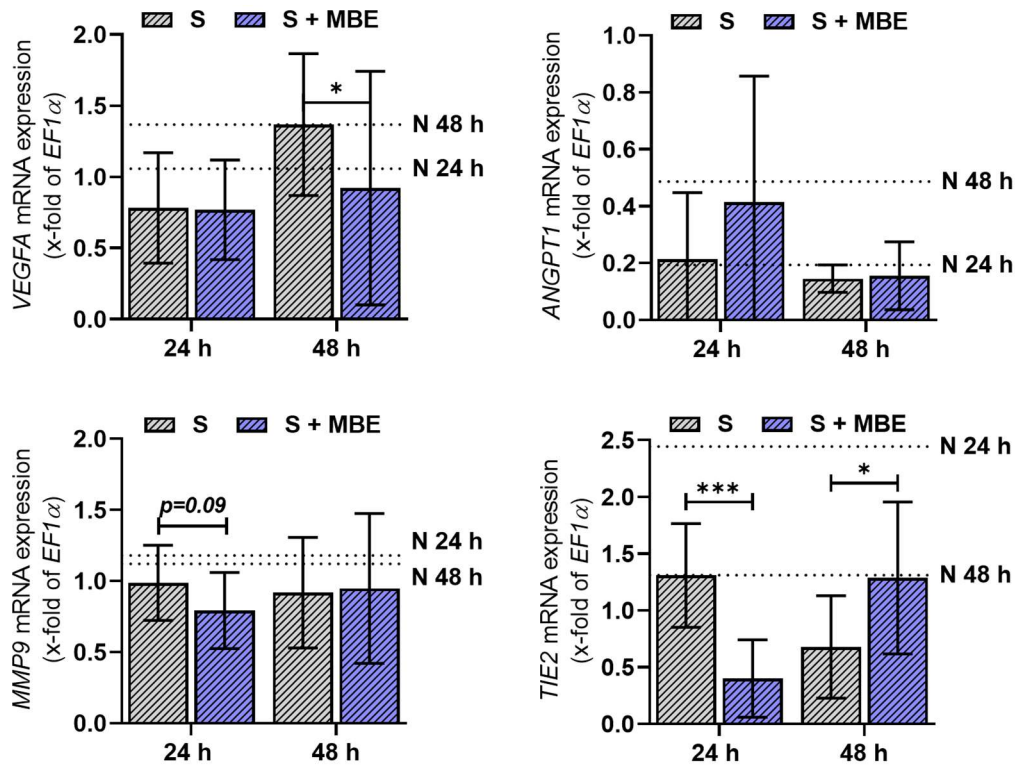 S S + MBE
VEGFA mRNA expression
(x-fold of EF1α)
2.0
1.5
1.0
0.5
0.0
*
N 48 h
N 24 h
24 h 48 h
S S + MBE
ANGPT1 mRNA expression
(x-fold of EF1α)
1.0
0.8
0.6
0.4
0.2
0.0
N 48 h
N 24 h
24 h 48 h
S S + MBE
MMP9 mRNA expression
(x-fold of EF1α)
2.0
1.5
1.0
0.5
0.0
p=0.09
N 24 h
N 48 h
24 h 48 h
S S + MBE
TIE2 mRNA expression
(x-fold of EF1α)
2.5
2.0
1.5
1.0
0.5
0.0
***
*
N 24 h
N 48 h
24 h 48 h